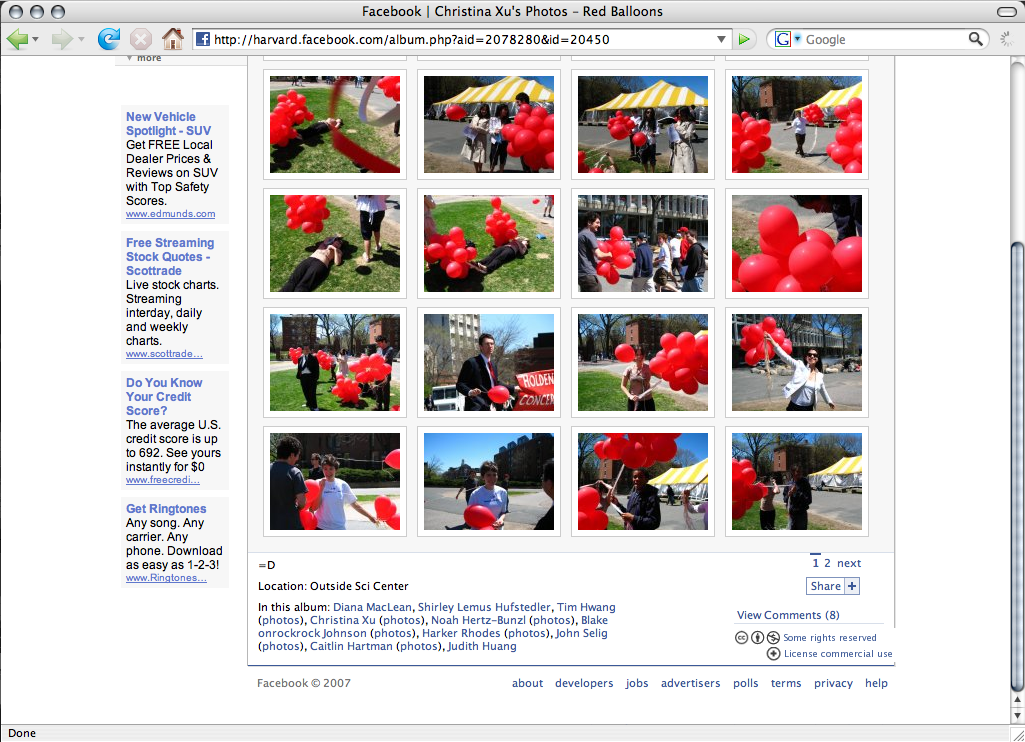 Facebook | Christina Xu's Photos – Red Balloons
http://harvard.facebook.com/album.php?aid=2078280&id=20450
Google
more
New Vehicle
Spotlight - SUV
Get FREE Local
Dealer Prices &
Reviews on SUV
with Top Safety
Scores.
www.edmunds.com
Free Streaming
Stock Quotes -
Scottrade
Live stock charts.
Streaming
interday, daily
and weekly
charts.
www.scottrade...
Do You Know
Your Credit
Score?
The average U.S.
credit score is up
to 692. See yours
instantly for $0
www.freecredi...
Get Ringtones
Any song. Any
carrier. Any
phone. Download
as easy as 1-2-3!
www.Ringtones...
HOLDEN
CONCER
=D
Location: Outside Sci Center
In this album: Diana MacLean, Shirley Lemus Hufstedler, Tim Hwang
(photos), Christina Xu (photos), Noah Hertz-Bunzl (photos), Blake
onrockrock Johnson (photos), Harker Rhodes (photos), John Selig
(photos), Caitlin Hartman (photos), Judith Huang
1 2 next
Share +
View Comments (8)
cc Some rights reserved
License commercial use
Facebook © 2007
about developers jobs advertisers polls terms privacy help
Done